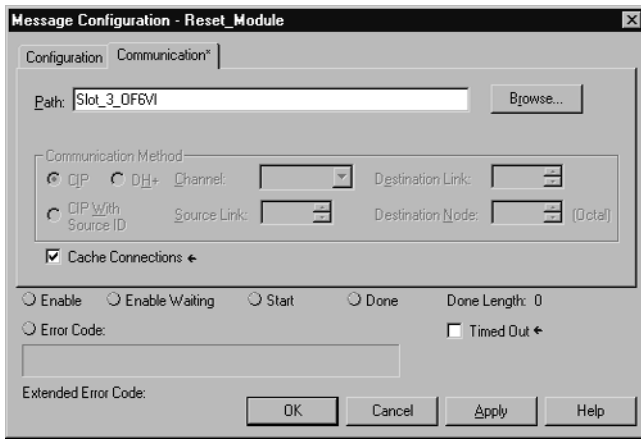 Message Configuration - Reset_Module
Configuration Communication*
Path: Slot_3_OF6VI Browse...
Communication Method
CIP DH+ Channel: Destination Link:
CIP With Source ID Source Link: Destination Node: (Octal)
Cache Connections ←
Enable Enable Waiting Start Done Done Length: 0
Error Code: Timed Out ←
Extended Error Code:
OK Cancel Apply Help